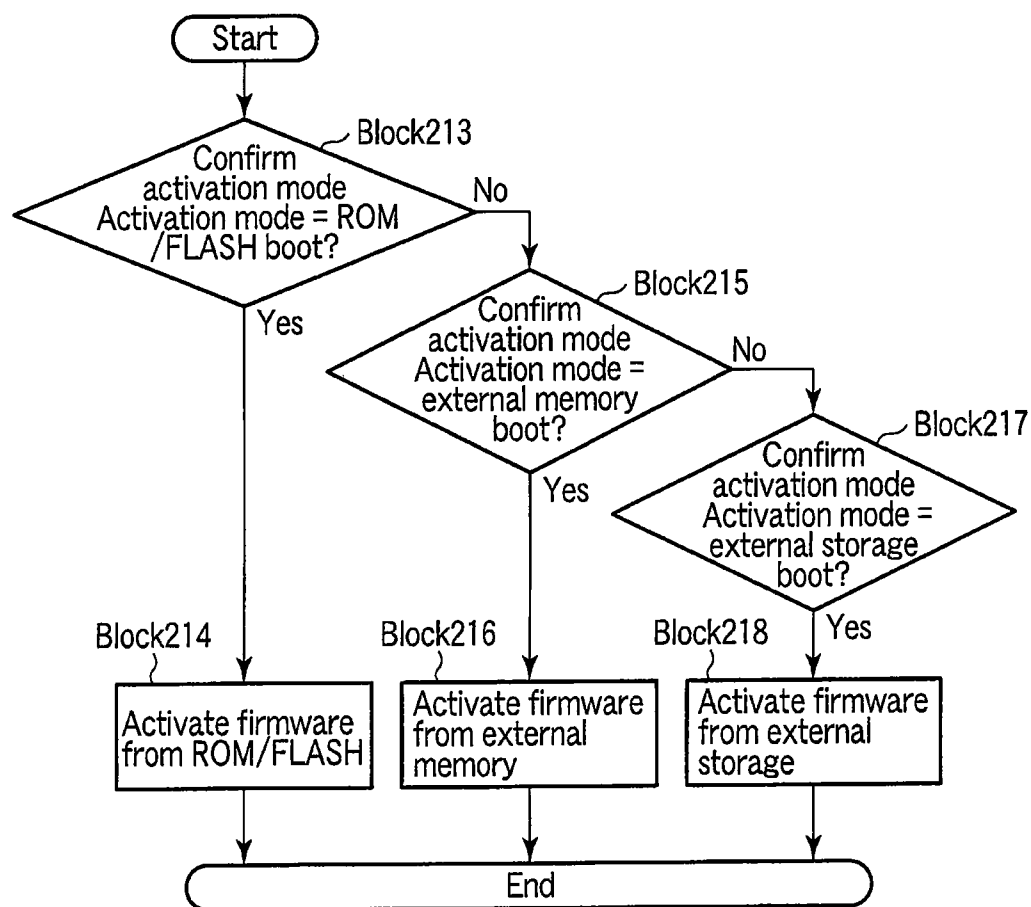 Start
Block213
Confirm
activation mode
Activation mode = ROM
/FLASH boot?
No
Yes
Block215
Confirm
activation mode
Activation mode =
external memory
boot?
No
Yes
Block217
Confirm
activation mode
Activation mode =
external storage
boot?
Yes
Block214
Activate firmware
from ROM/FLASH
Block216
Activate firmware
from external
memory
Block218
Activate firmware
from external
storage
End